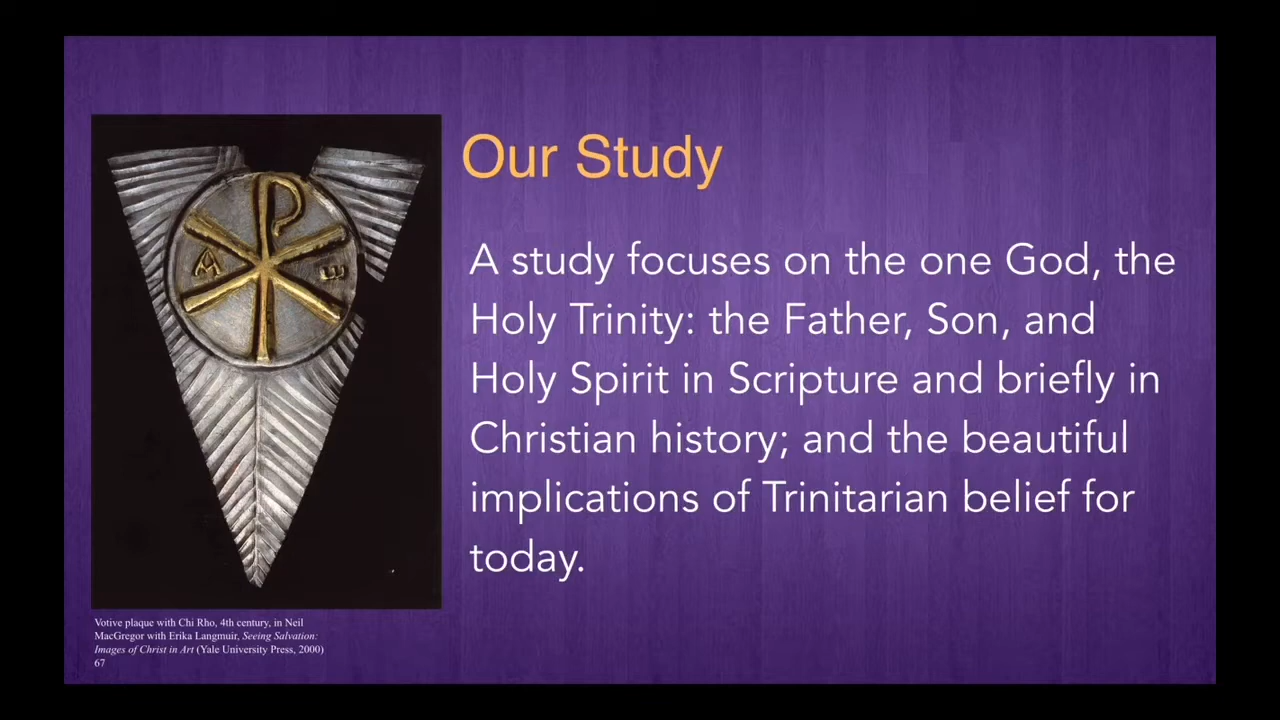 Our Study
A study focuses on the one God, the
Holy Trinity: the Father, Son, and
Holy Spirit in Scripture and briefly in
Christian history; and the beautiful
implications of Trinitarian belief for
today.
Votive plaque with Chi Rho, 4th century, in Neil
MacGregor with Erika Langmuir, Seeing Salvation:
Images of Christ in Art (Yale University Press, 2000)
67